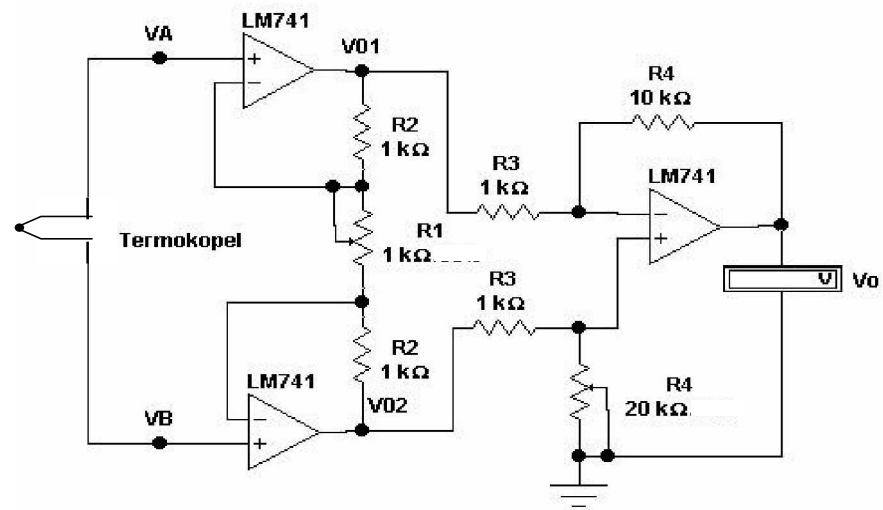 LM741
VA
V01
R4
10 kΩ
R2
1 kΩ
R3
1 kΩ
LM741
Termokopel
R1
1 kΩ
V
Vo
R3
1 kΩ
R2
1 kΩ
LM741
V02
R4
20 kΩ
VB